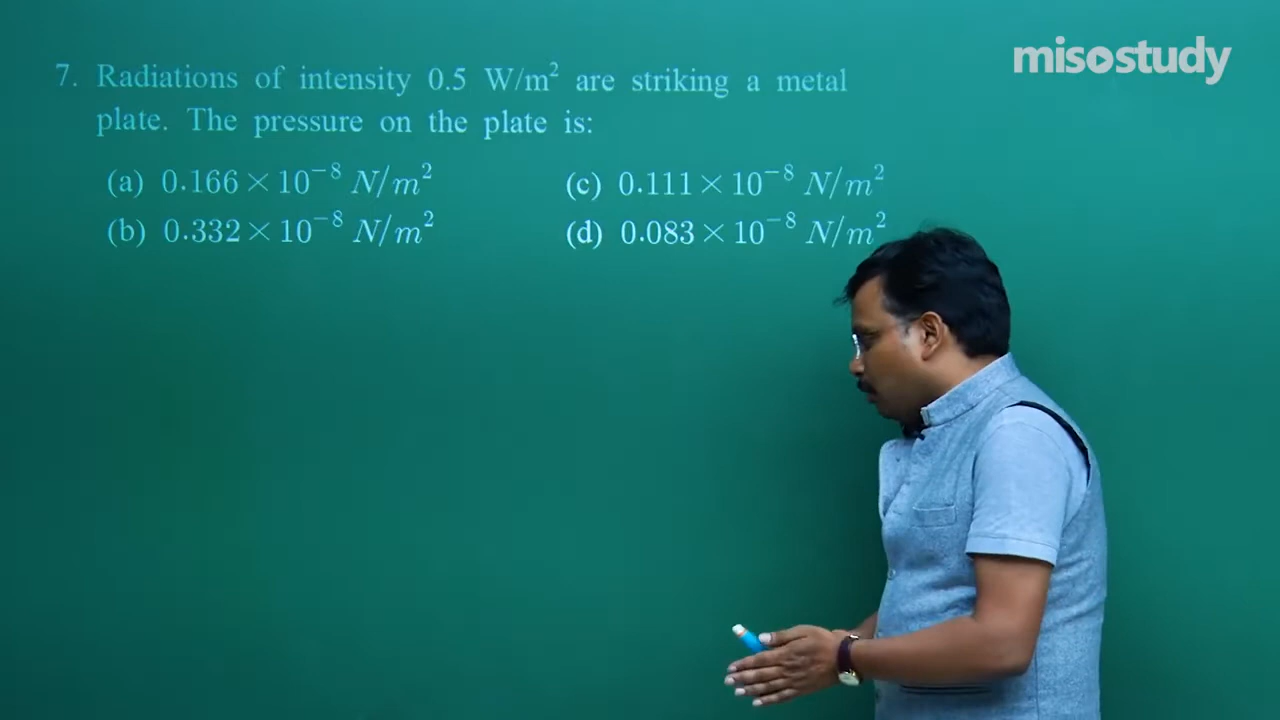 misostudy
7. Radiations of intensity 0.5 W/m² are striking a metal
plate. The pressure on the plate is:
(a) 0.166×10⁻⁸ N/m² (c) 0.111×10⁻⁸ N/m²
(b) 0.332×10⁻⁸ N/m² (d) 0.083×10⁻⁸ N/m²